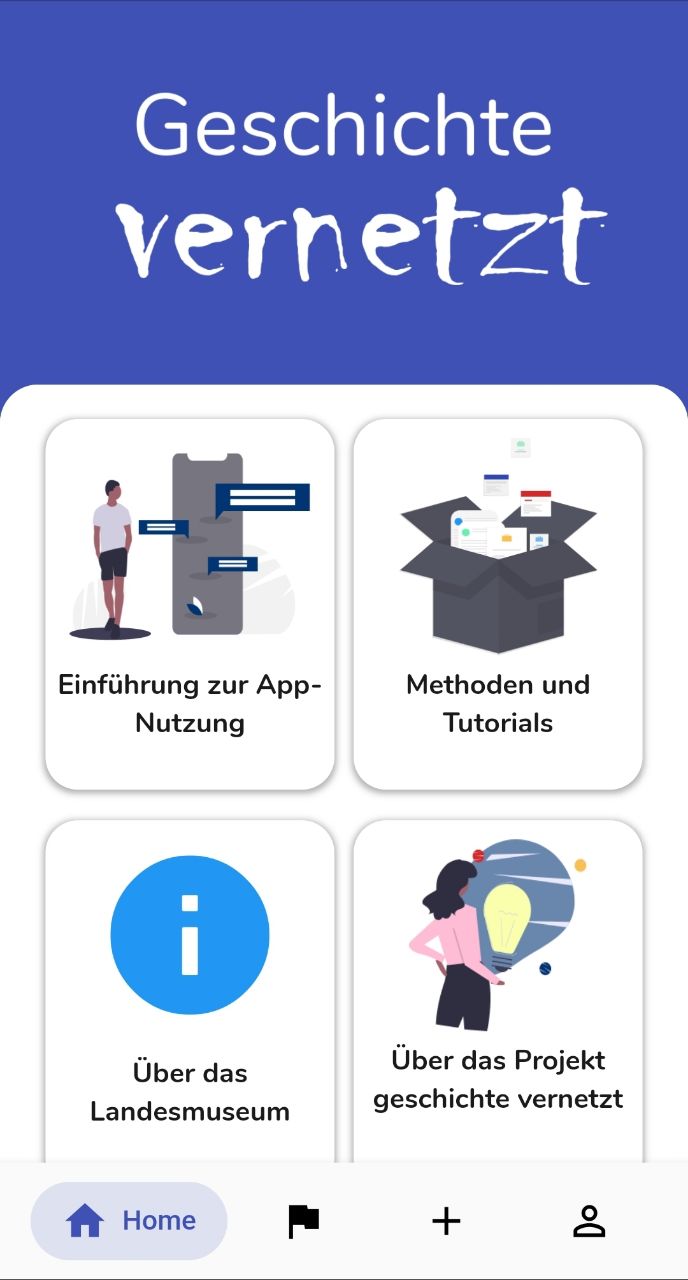 Geschichte
vernetzt
Einführung zur App-
Nutzung
Methoden und
Tutorials
Über das
Landesmuseum
Über das Projekt
geschichte vernetzt
Home